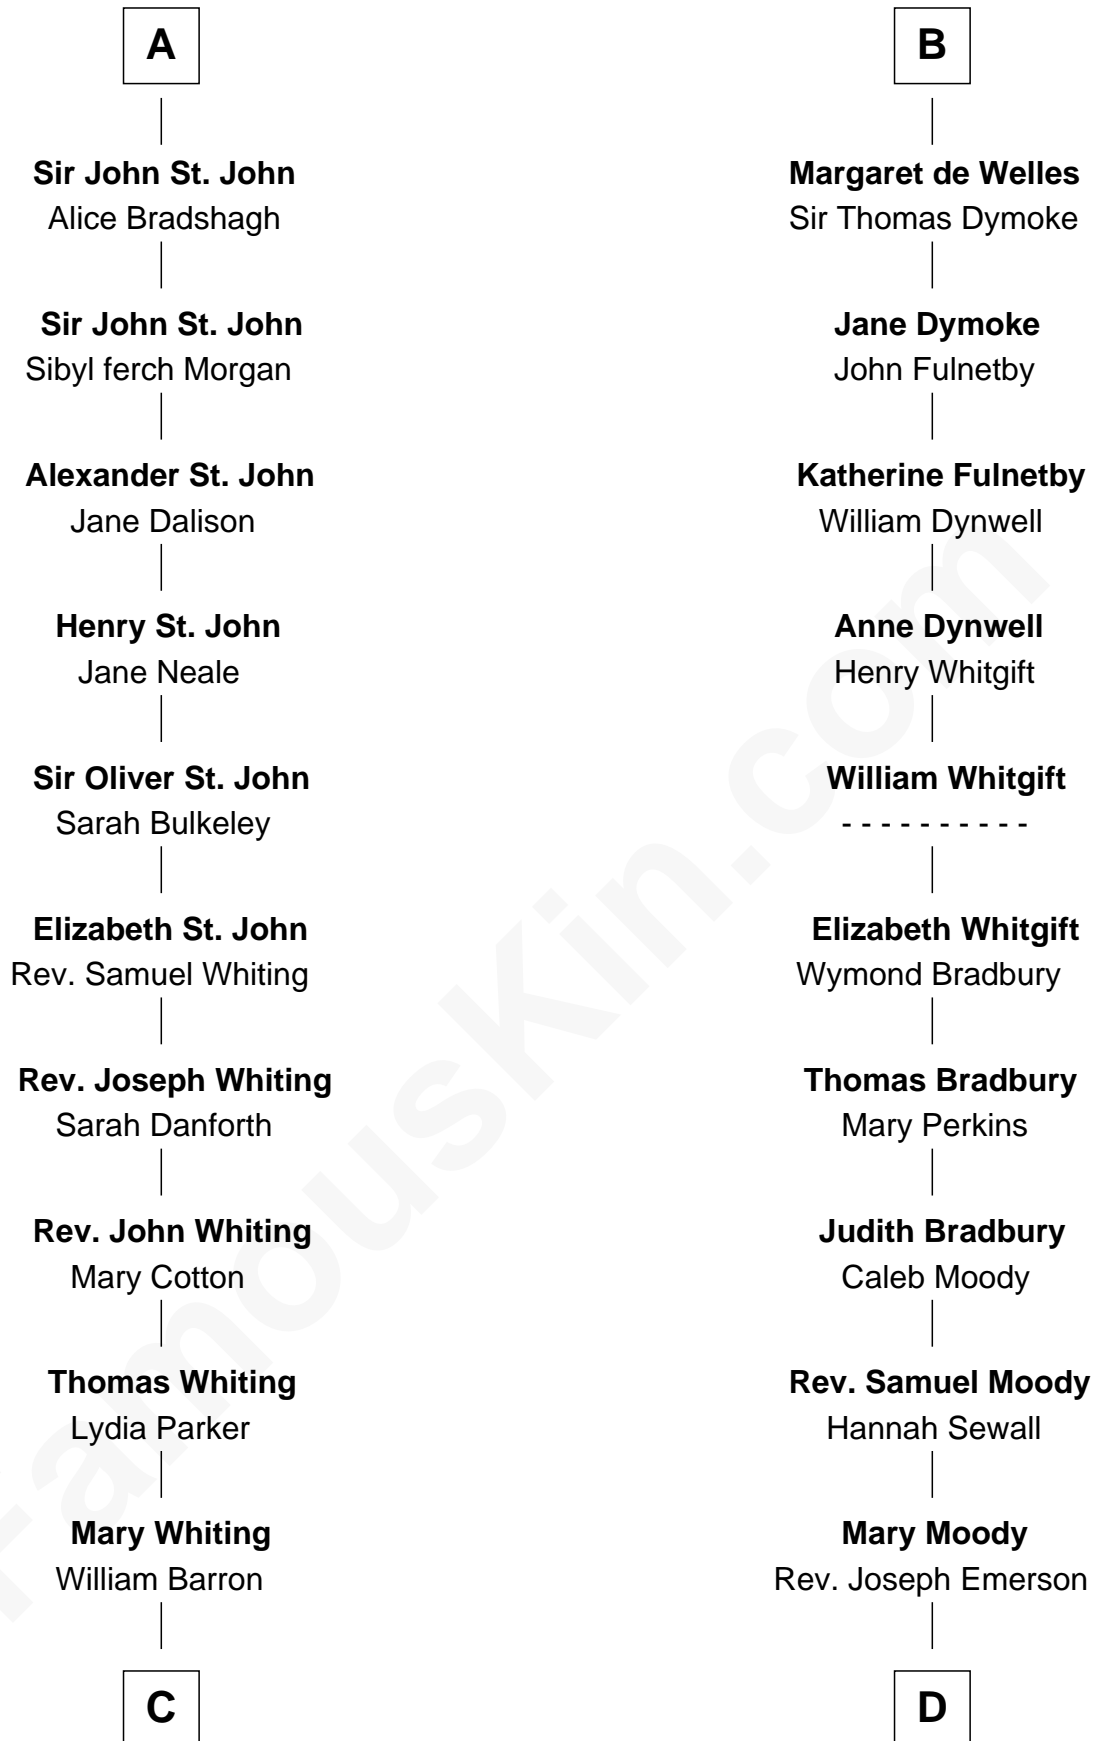 A
Sir John St. John
Alice Bradshagh
Sir John St. John
Sibyl ferch Morgan
Alexander St. John
Jane Dalison
Henry St. John
Jane Neale
Sir Oliver St. John
Sarah Bulkeley
Elizabeth St. John
Rev. Samuel Whiting
Rev. Joseph Whiting
Sarah Danforth
Rev. John Whiting
Mary Cotton
Thomas Whiting
Lydia Parker
Mary Whiting
William Barron
C
B
Margaret de Welles
Sir Thomas Dymoke
Jane Dymoke
John Fulnetby
Katherine Fulnetby
William Dynwell
Anne Dynwell
Henry Whitgift
William Whitgift
- - - - - - - - - -
Elizabeth Whitgift
Wymond Bradbury
Thomas Bradbury
Mary Perkins
Judith Bradbury
Caleb Moody
Rev. Samuel Moody
Hannah Sewall
Mary Moody
Rev. Joseph Emerson
D
FamousKin.com